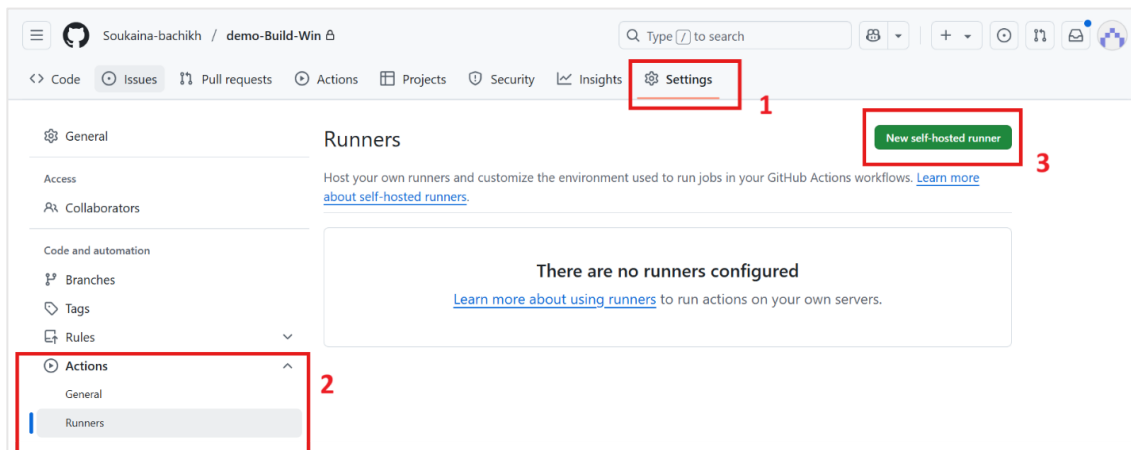 Soukaina-bachikh / demo-Build-Win
Type / to search
Code Issues Pull requests Actions Projects Security Insights Settings
1
General
Access
Collaborators
Code and automation
Branches
Tags
Rules
Actions
General
Runners
2
Runners
New self-hosted runner
3
Host your own runners and customize the environment used to run jobs in your GitHub Actions workflows. Learn more
about self-hosted runners.
There are no runners configured
Learn more about using runners to run actions on your own servers.